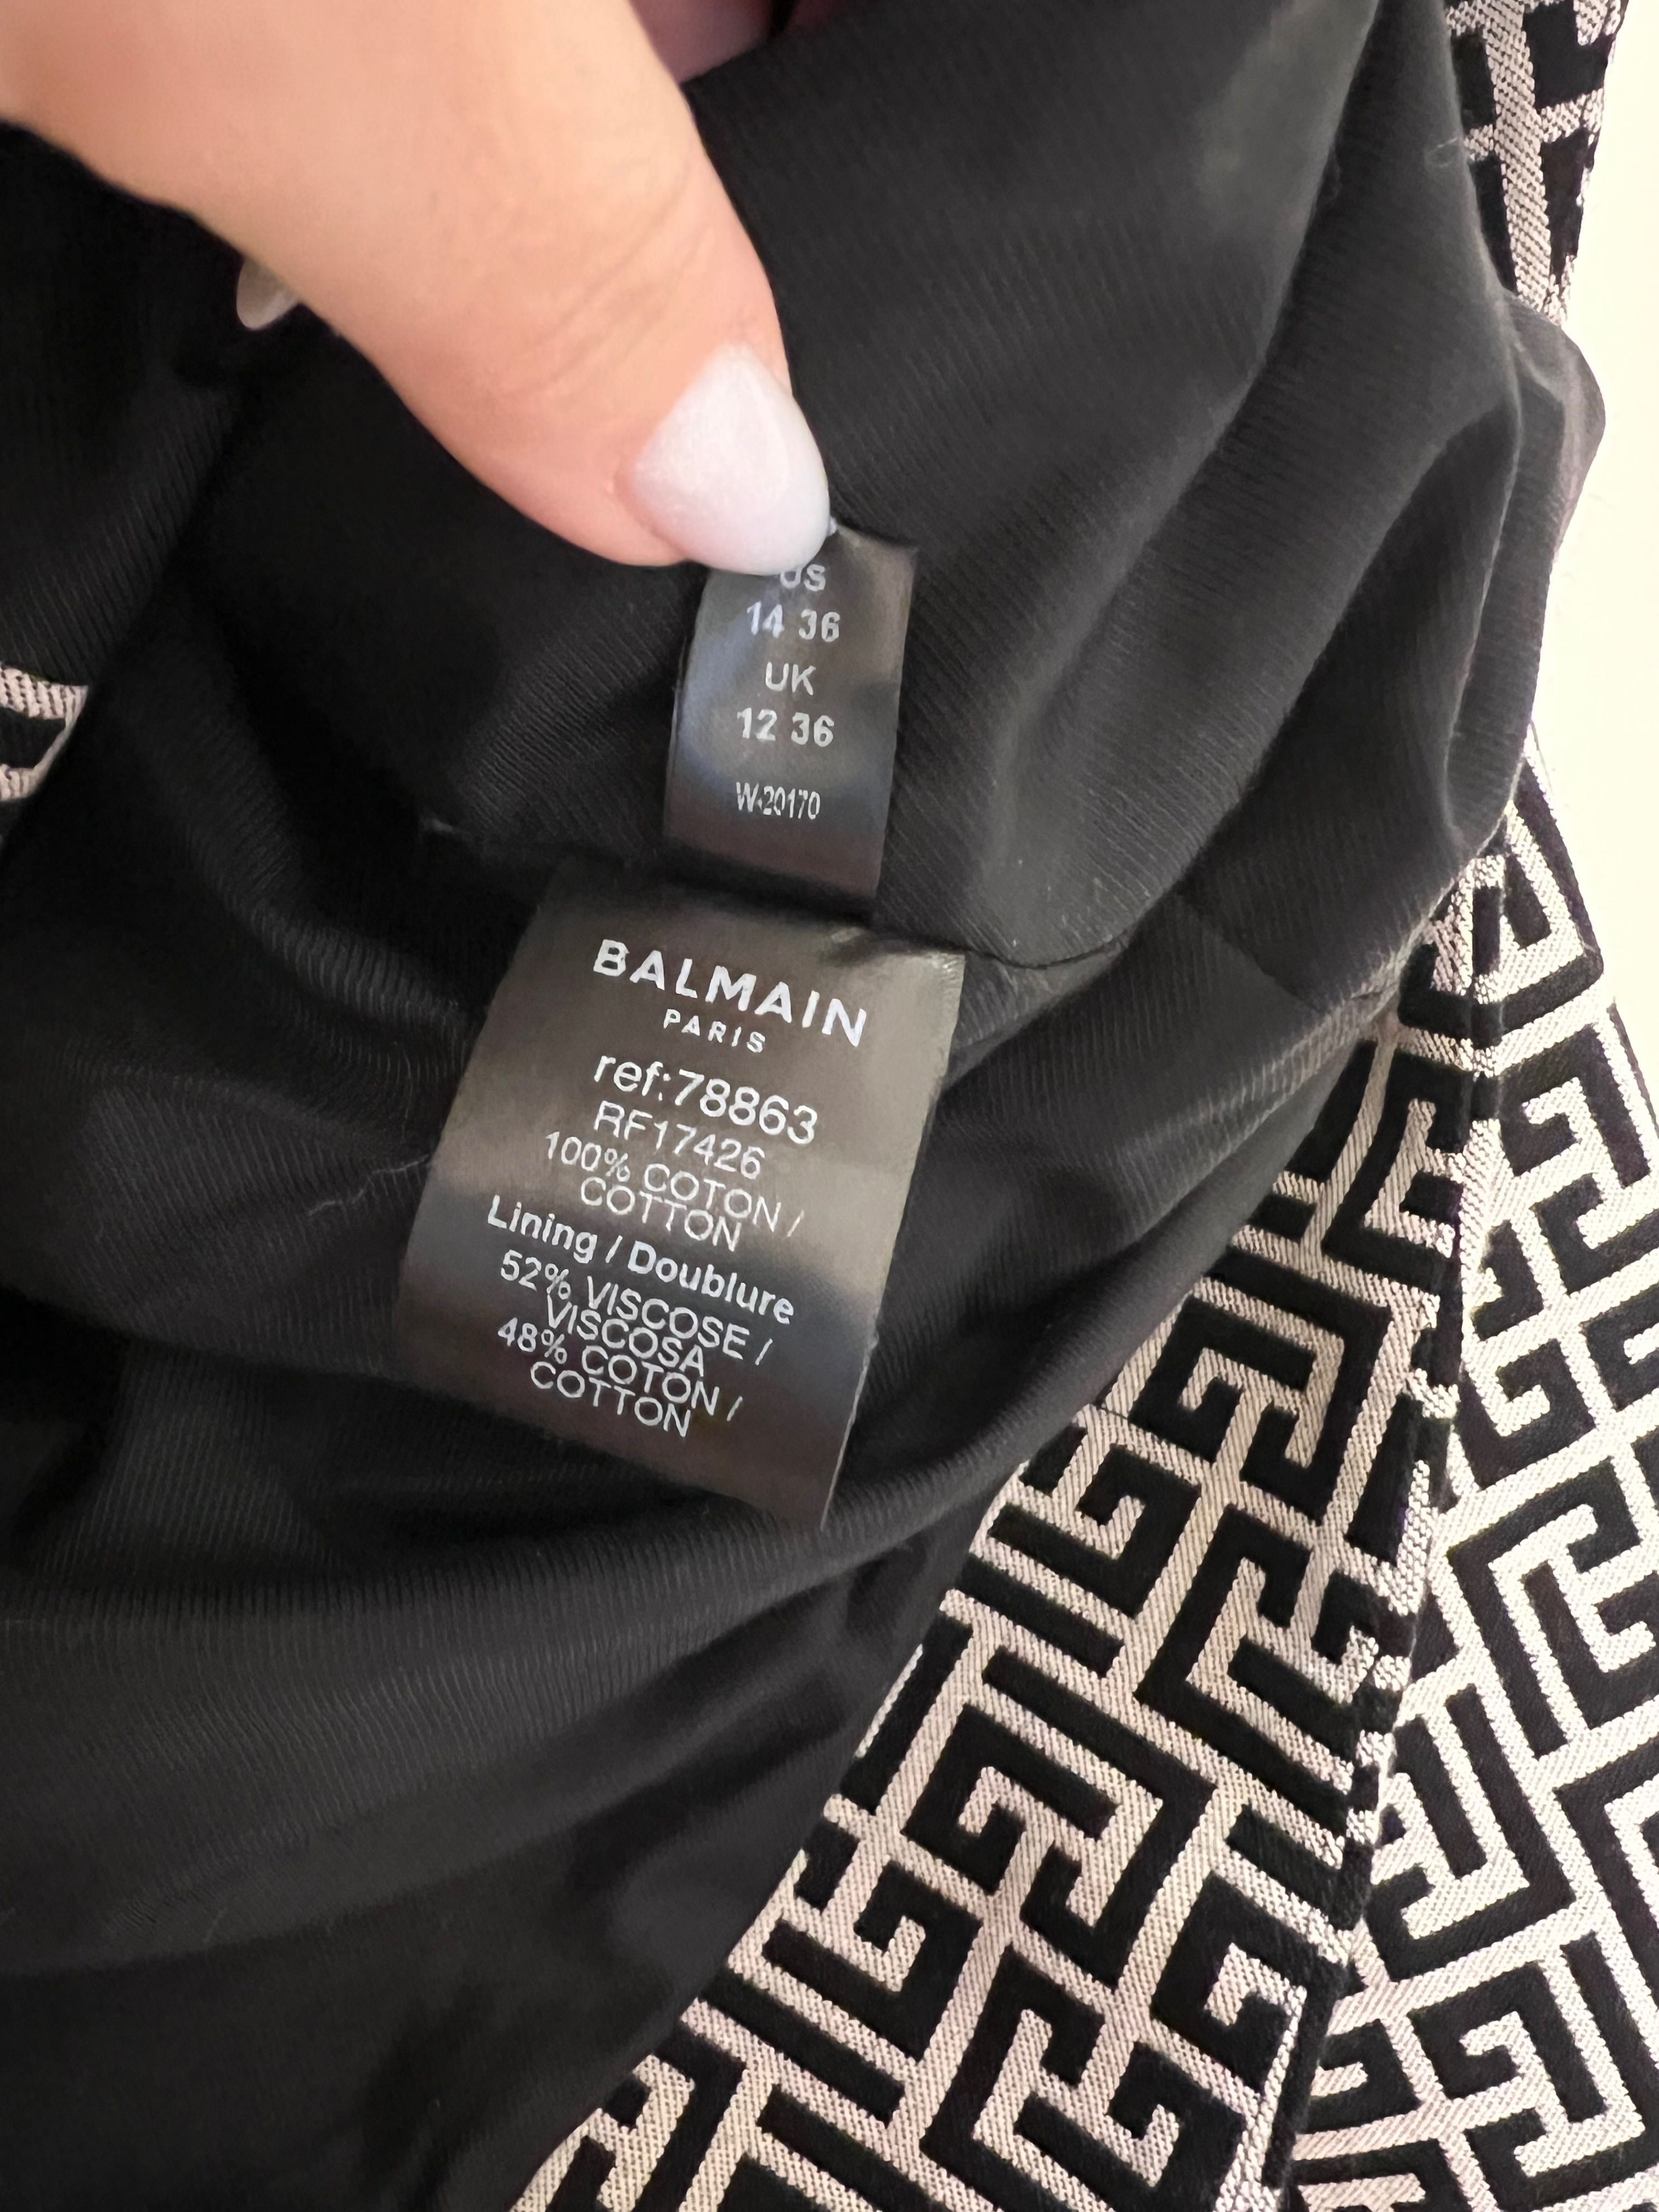 US
14 36
UK
12 36
W-20170
BALMAIN
PARIS
ref:78863
RF17426
100% COTON /
COTTON
Lining / Doublure
52% VISCOSE /
VISCOSA
48% COTON /
COTTON